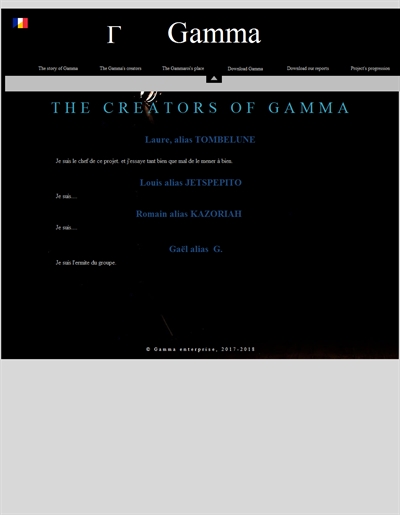 Γ Gamma
The story of Gamma The Gamma's creators The Gammarist's place Download Gamma Download our reports Project's progression
THE CREATORS OF GAMMA
Laure, alias TOMBELUNE
Je suis le chef de ce projet. et j'essaye tant bien que mal de le mener à bien.
Louis alias JETSPEPITO
Je suis....
Romain alias KAZORIAH
Je suis....
Gaël alias G.
Je suis l'ermite du groupe.
© Gamma enterprise, 2017-2018